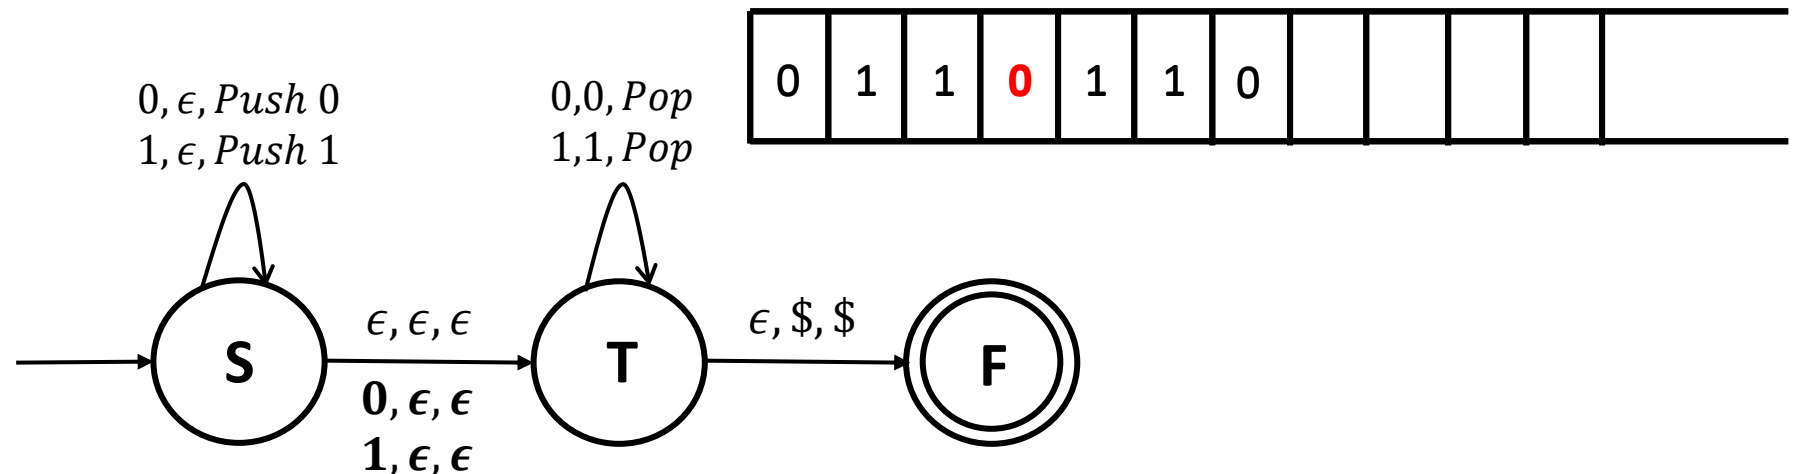 0 1 1 0 1 1 0
0, ϵ, Push 0
1, ϵ, Push 1
0,0, Pop
1,1, Pop
ϵ, ϵ, ϵ
ϵ, $, $
S
T
F
0, ϵ, ϵ
1, ϵ, ϵ